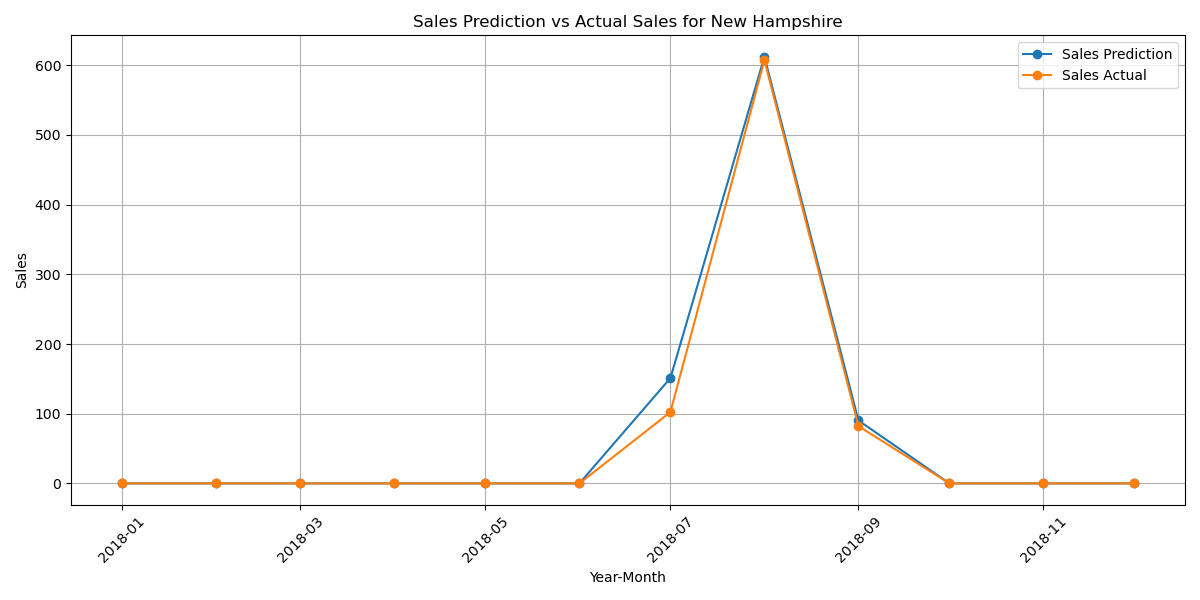 Sales Prediction vs Actual Sales for New Hampshire
Sales Prediction
Sales Actual
600
500
400
300
200
100
0
Sales
2018-01
2018-03
2018-05
2018-07
2018-09
2018-11
Year-Month